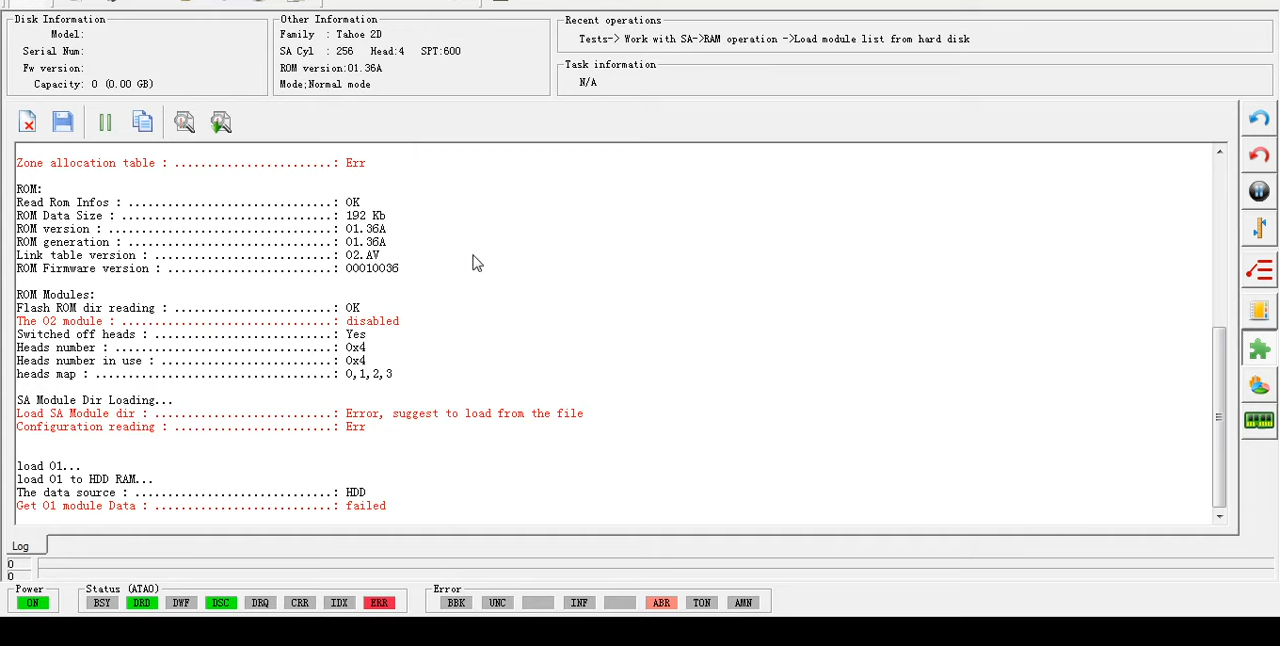 Disk Information
Model:
Serial Num:
Fw version:
Capacity: 0 (0.00 GB)
Other Information
Family : Tahoe 2D
SA Cyl : 256 Head:4 SPT:600
ROM version:01.36A
Mode;Normal mode
Recent operations
Tests-> Work with SA->RAM operation ->Load module list from hard disk
Task information
N/A
Zone allocation table : ........................: Err
ROM:
Read Rom Infos : ...............................: OK
ROM Data Size : ................................: 192 Kb
ROM version : ..................................: 01.36A
ROM generation : ...............................: 01.36A
Link table version : ...........................: 02.AV
ROM Firmware version : .........................: 00010036
ROM Modules:
Flash ROM dir reading : ........................: OK
The 02 module : ................................: disabled
Switched off heads : ...........................: Yes
Heads number : .................................: 0x4
Heads number in use : ..........................: 0x4
heads map : ....................................: 0,1,2,3
SA Module Dir Loading...
Load SA Module dir : ...........................: Error, suggest to load from the file
Configuration reading : ........................: Err
load 01...
load 01 to HDD RAM...
The data source : ..............................: HDD
Get 01 module Data : ...........................: failed
Log
0
0
Power
ON
Status (ATA0)
BSY DRD DWF DSC DRQ CRR IDX ERR
Error
BBK UNC INF ABR TON AMN